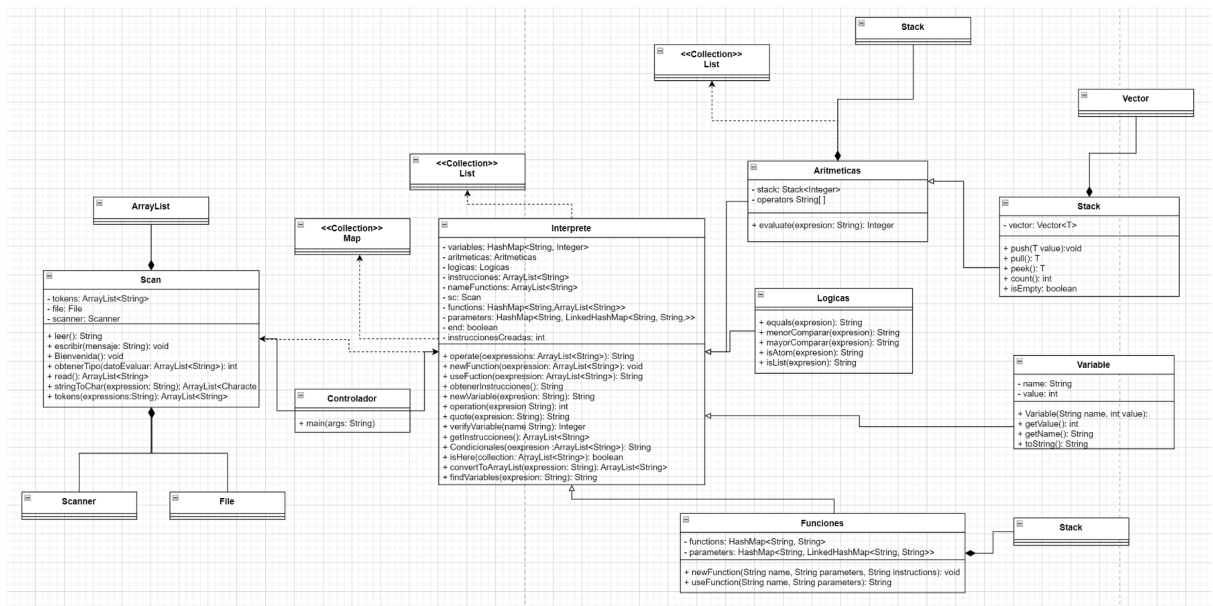 Stack
<<Collection>>
List
Vector
<<Collection>>
List
Aritmeticas
- stack: Stack<Integer>
- operators String[ ]
+ evaluate(expresion: String): Integer
ArrayList
Stack
- vector: Vector<T>
+ push(T value):void
+ pull(): T
+ peek(): T
+ count(): int
+ isEmpty: boolean
<<Collection>>
Map
Interprete
- variables: HashMap<String, Integer>
- aritmeticas: Aritmeticas
- logicas: Logicas
- instrucciones: ArrayList<String>
- nameFunctions: ArrayList<String>
- sc: Scan
- functions: HashMap<String,ArrayList<String>>
- parameters: HashMap<String, LinkedHashMap<String, String,>>
- end: boolean
- instruccionesCreadas: int
+ operate(oexpressions: ArrayList<String>): String
+ newFunction(oexpression: ArrayList<String>): void
+ useFuction(oexpression: ArrayList<String>): String
+ obtenerInstrucciones(): String
+ newVariable(expresion: String): String
+ operation(expresion: String): int
+ quote(expresion: String): String
+ verifyVariable(name String): Integer
+ getInstrucciones(): ArrayList<String>
+ Condicionales(oexpresion :ArrayList<String>): String
+ isHere(collection: ArrayList<String>): boolean
+ convertToArrayList(expression: String): ArrayList<String>
+ findVariables(expresion: String): String
Scan
- tokens: ArrayList<String>
- file: File
- scanner: Scanner
+ leer(): String
+ escribir(mensaje: String): void
+ Bienvenida(): void
+ obtenerTipo(datoEvaluar: ArrayList<String>): int
+ read(): ArrayList<String>
+ stringToChar(expression: String): ArrayList<Characte
+ tokens(expressions:String): ArrayList<String>
Logicas
+ equals(expresion): String
+ menorComparar(expresion): String
+ mayorComparar(expresion): String
+ isAtom(expresion): String
+ isList(expresion): String
Variable
- name: String
- value: int
+ Variable(String name, int value):
+ getValue(): int
+ getName(): String
+ toString(): String
Controlador
+ main(args: String)
Scanner
File
Funciones
- functions: HashMap<String, String>
- parameters: HashMap<String, LinkedHashMap<String, String>>
+ newFunction(String name, String parameters, String instructions): void
+ useFunction(String name, String parameters): String
Stack